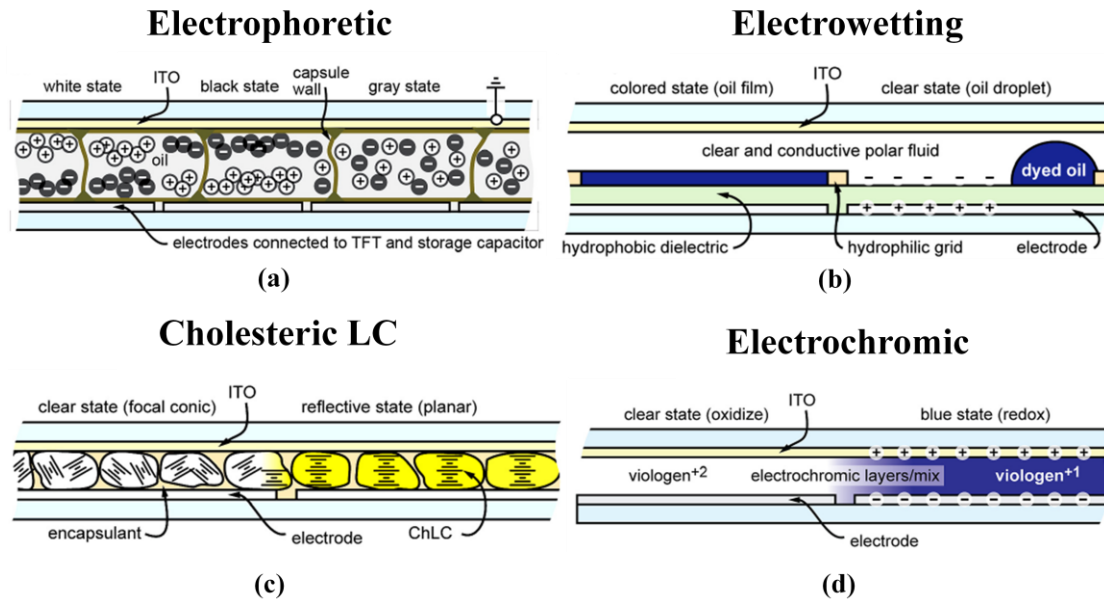 Electrophoretic
white state
ITO
black state
capsule
wall
gray state
oil
electrodes connected to TFT and storage capacitor
(a)
Electrowetting
colored state (oil film)
ITO
clear state (oil droplet)
clear and conductive polar fluid
dyed oil
hydrophobic dielectric
hydrophilic grid
electrode
(b)
Cholesteric LC
clear state (focal conic)
ITO
reflective state (planar)
encapsulant
electrode
ChLC
(c)
Electrochromic
clear state (oxidize)
ITO
blue state (redox)
viologen⁺²
electrochromic layers/mix
viologen⁺¹
electrode
(d)